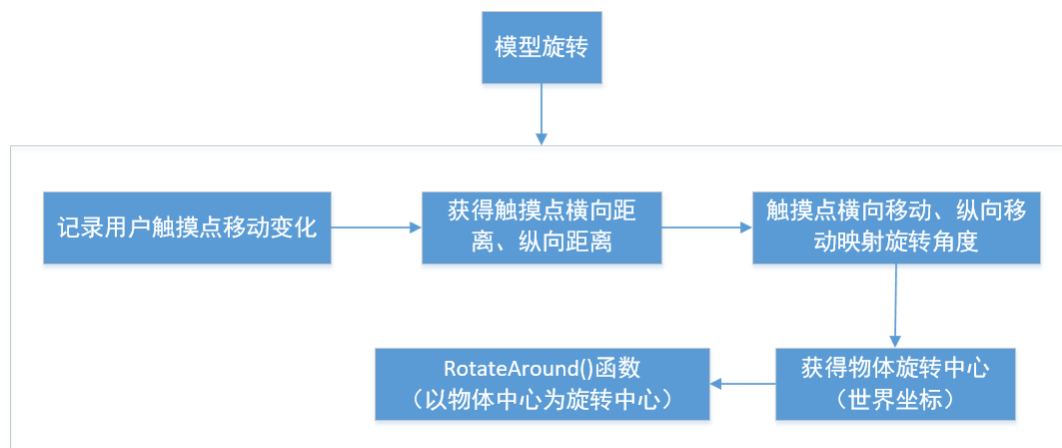 模型旋转
记录用户触摸点移动变化
获得触摸点横向距
离、纵向距离
触摸点横向移动、纵向移
动映射旋转角度
获得物体旋转中心
（世界坐标）
RotateAround()函数
（以物体中心为旋转中心）